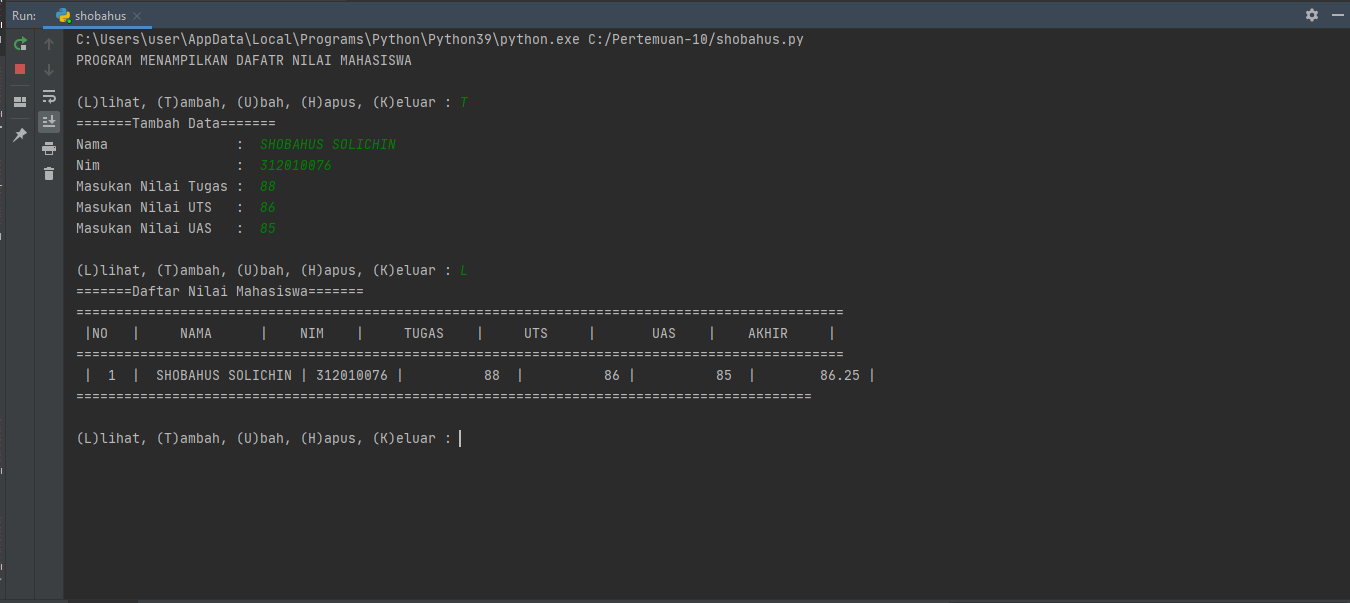 Run: shobahus
C:\Users\user\AppData\Local\Programs\Python\Python39\python.exe C:/Pertemuan-10/shobahus.py
PROGRAM MENAMPILKAN DAFATR NILAI MAHASISWA
(L)lihat, (T)ambah, (U)bah, (H)apus, (K)eluar : T
=======Tambah Data=======
Nama                :  SHOBAHUS SOLICHIN
Nim                 :  312010076
Masukan Nilai Tugas :  88
Masukan Nilai UTS   :  86
Masukan Nilai UAS   :  85
(L)lihat, (T)ambah, (U)bah, (H)apus, (K)eluar : L
=======Daftar Nilai Mahasiswa=======
================================================================================================
 |NO   |     NAMA      |    NIM    |     TUGAS    |     UTS     |       UAS    |    AKHIR     |
================================================================================================
 |  1  |  SHOBAHUS SOLICHIN | 312010076 |          88  |          86 |          85  |        86.25 |
============================================================================================
(L)lihat, (T)ambah, (U)bah, (H)apus, (K)eluar :